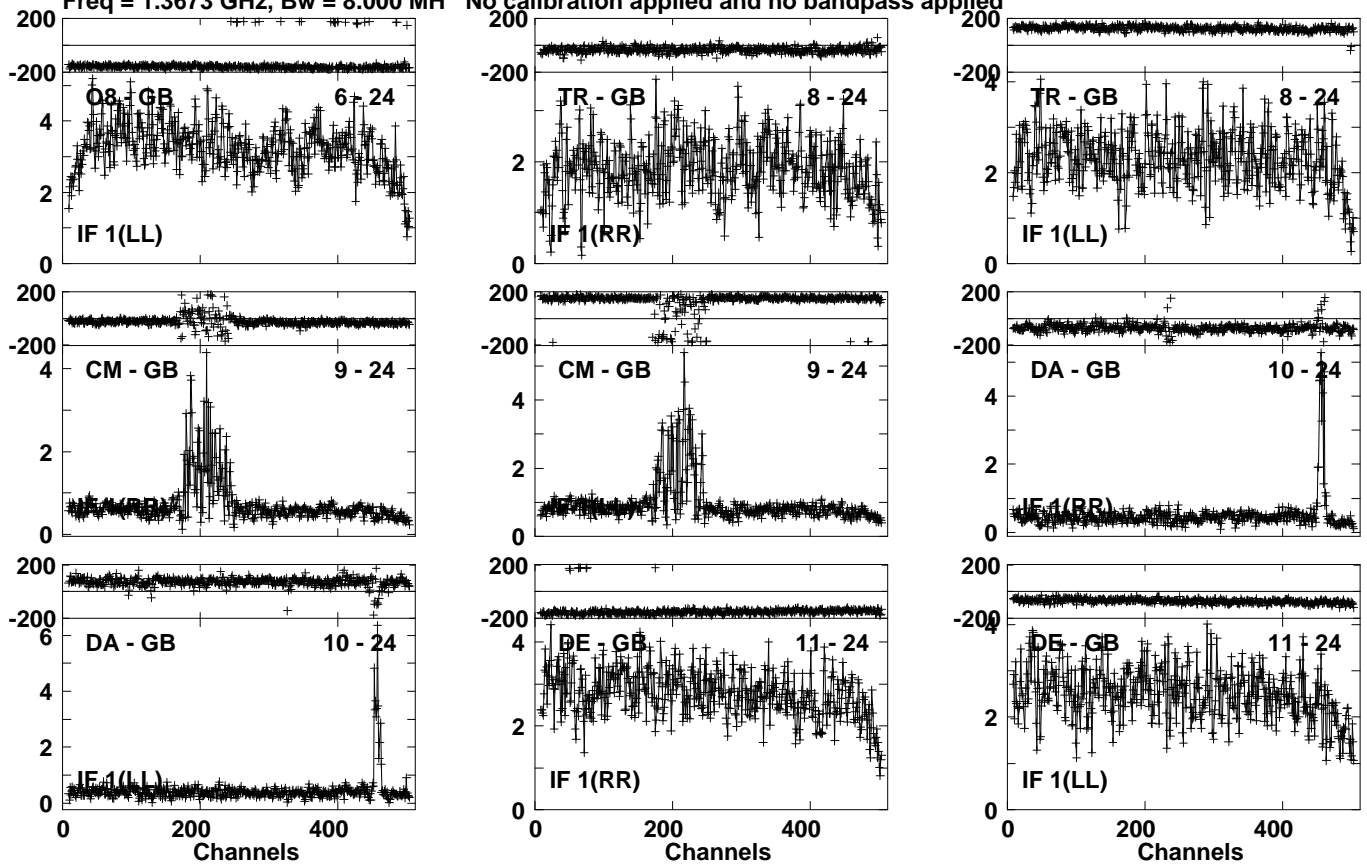 Freq = 1.3673 GHz, Bw = 8.000 MH No calibration applied and no bandpass applied
200 200 200
-200 -200 -200
O8 - GB 6 - 24 TR - GB 8 - 24 TR - GB 8 - 24
4 4
2 2 2
IF 1(LL) IF 1(RR) IF 1(LL)
0 0 0
200 200 200
-200 -200 -200
CM - GB 9 - 24 CM - GB 9 - 24 DA - GB 10 - 24
4 4 4
2 2 2
IF 1(RR) IF 1(RR)
0 0 0
200 200 200
-200 -200 -200
DA - GB 10 - 24 DE - GB 11 - 24 DE - GB 11 - 24
6 4 4
4
2 2 2
IF 1(LL) IF 1(RR) IF 1(LL)
0 0 0
0 200 400 0 200 400 0 200 400
Channels Channels Channels